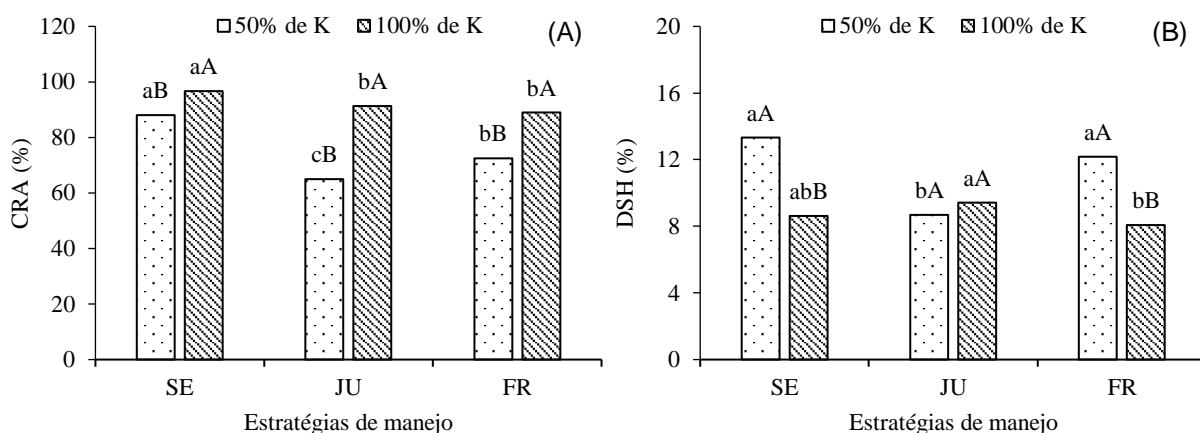 50% de K 100% de K (A)
120
100
80
60
40
20
0
CRA (%)
aB aA cB bA bB bA
SE JU FR
Estratégias de manejo
50% de K 100% de K (B)
20
16
12
8
4
0
DSH (%)
aA abB bA aA aA bB
SE JU FR
Estratégias de manejo